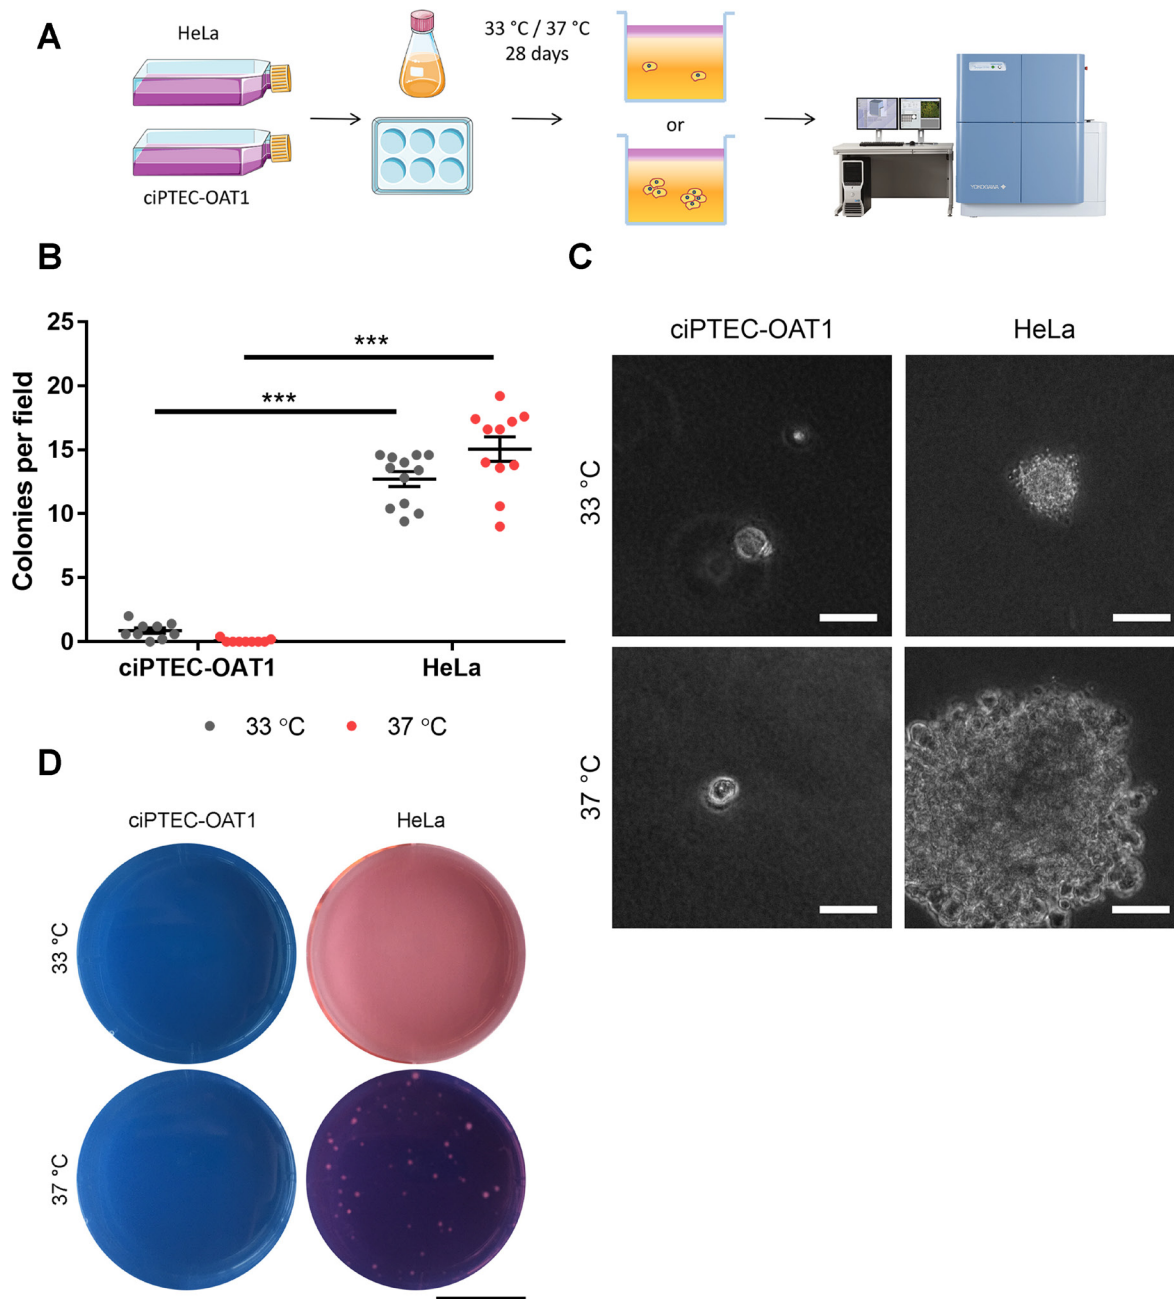 A
HeLa
ciPTEC-OAT1
33 °C / 37 °C
28 days
or
YOKOGAWA
B
Colonies per field
25
20
15
10
5
0
***
***
ciPTEC-OAT1
HeLa
33 °C
37 °C
C
ciPTEC-OAT1
HeLa
33 °C
37 °C
D
ciPTEC-OAT1
HeLa
33 °C
37 °C